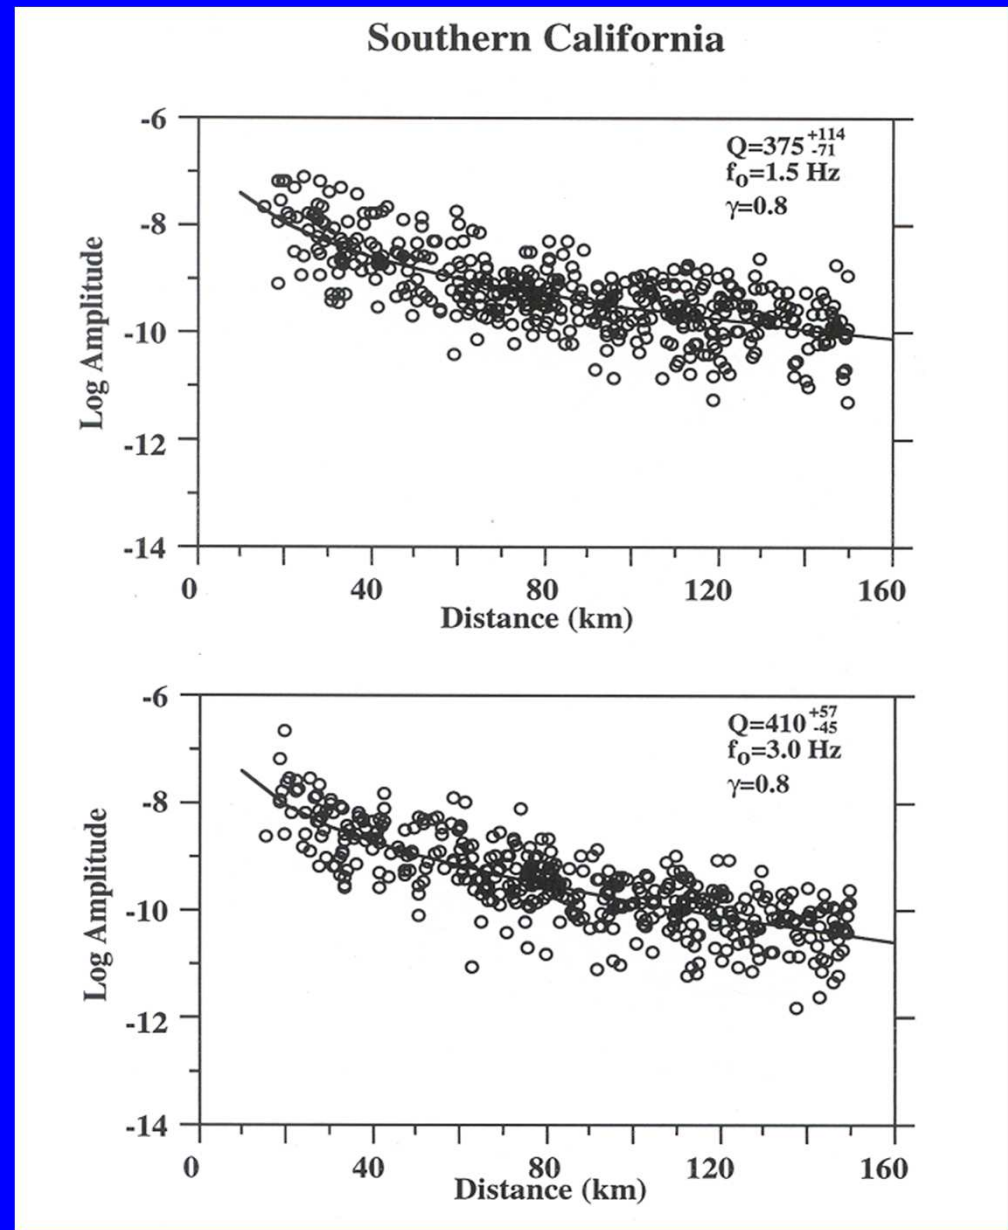 Southern California
-6
-8
-10
-12
-14
Log Amplitude
Q=375 +114 -71
fo=1.5 Hz
γ=0.8
0 40 80 120 160
Distance (km)
-6
-8
-10
-12
-14
Log Amplitude
Q=410 +57 -45
fo=3.0 Hz
γ=0.8
0 40 80 120 160
Distance (km)